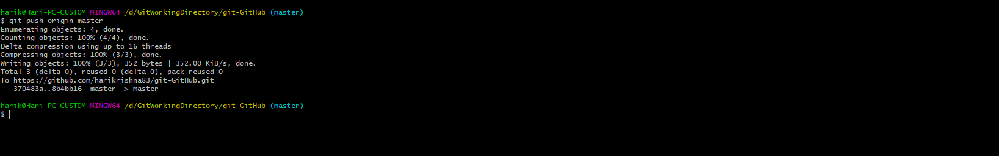 harik@Hari-PC-CUSTOM MINGW64 /d/GitWorkingDirectory/git-GitHub (master)
$ git push origin master
Enumerating objects: 4, done.
Counting objects: 100% (4/4), done.
Delta compression using up to 16 threads
Compressing objects: 100% (3/3), done.
Writing objects: 100% (3/3), 352 bytes | 352.00 KiB/s, done.
Total 3 (delta 0), reused 0 (delta 0), pack-reused 0
To https://github.com/harikrishna83/git-GitHub.git
   370483a..8b4bb16  master -> master
harik@Hari-PC-CUSTOM MINGW64 /d/GitWorkingDirectory/git-GitHub (master)
$